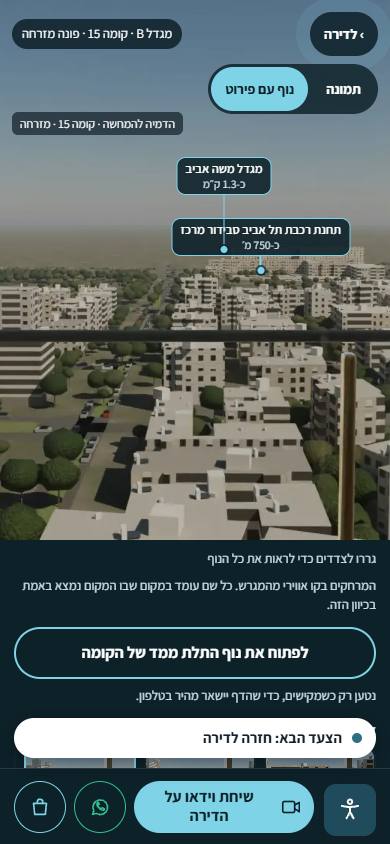 ‹ לדירה
מגדל B · קומה 15 · פונה מזרחה
תמונה
נוף עם פירוט
הדמיה להמחשה · קומה 15 · מזרחה
מגדל משה אביב
כ-1.3 ק״מ
תחנת רכבת תל אביב סבידור מרכז
כ-750 מ׳
גררו לצדדים כדי לראות את כל הנוף
המרחקים בקו אווירי מהמגרש. כל שם עומד במקום שבו המקום נמצא באמת
בכיוון הזה.
לפתוח את נוף התלת ממד של הקומה
נטען רק כשמקישים, כדי שהדף יישאר מהיר בטלפון.
הצעד הבא: חזרה לדירה
שיחת וידאו על
הדירה